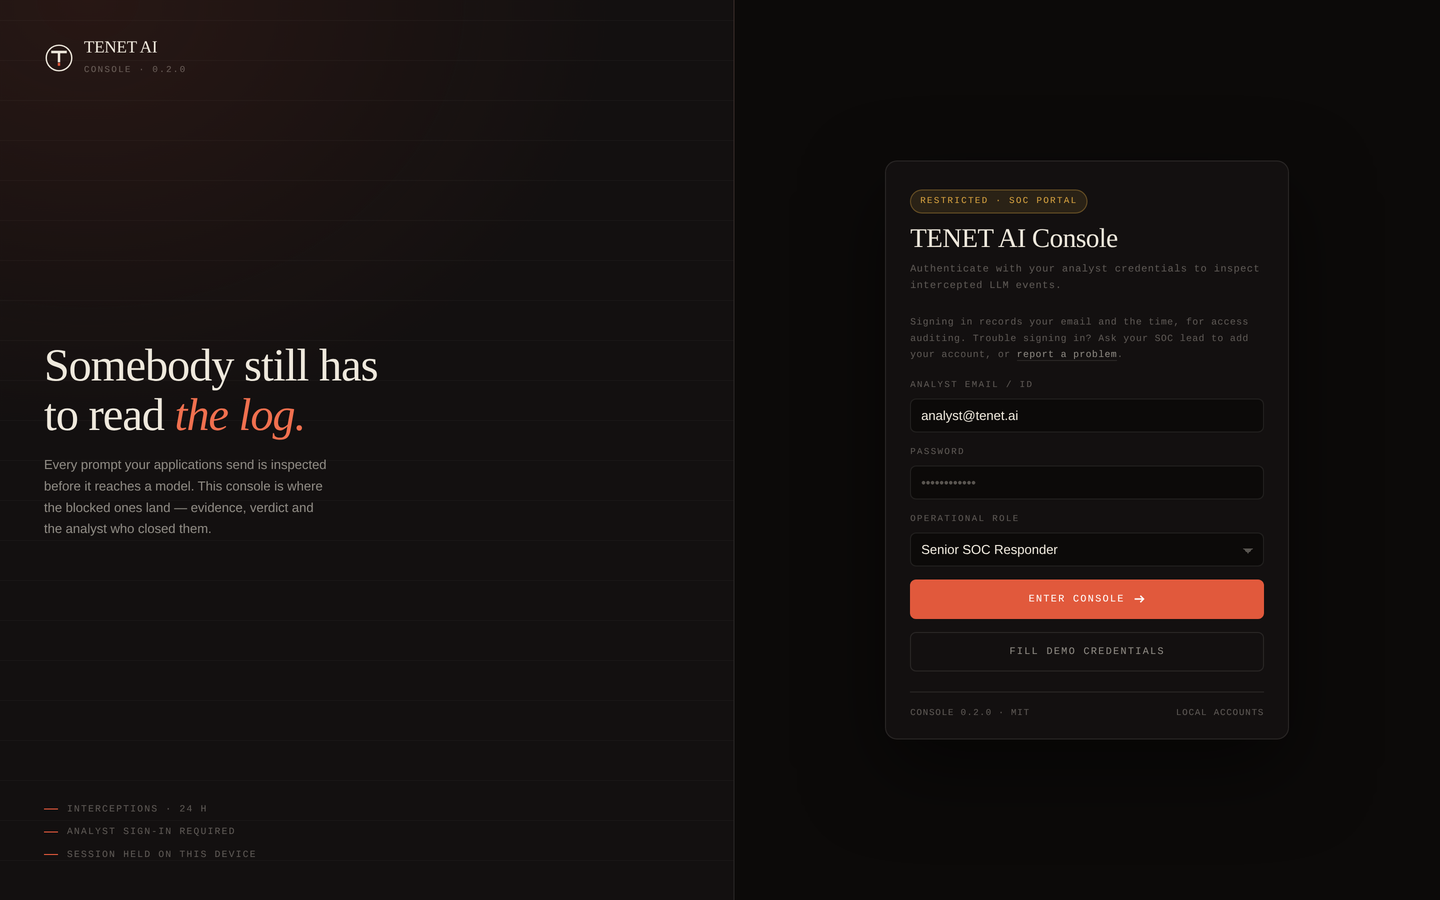 TENET AI
CONSOLE · 0.2.0
Somebody still has
to read the log.
Every prompt your applications send is inspected
before it reaches a model. This console is where
the blocked ones land — evidence, verdict and
the analyst who closed them.
INTERCEPTIONS · 24 H
ANALYST SIGN-IN REQUIRED
SESSION HELD ON THIS DEVICE
RESTRICTED · SOC PORTAL
TENET AI Console
Authenticate with your analyst credentials to inspect
intercepted LLM events.
Signing in records your email and the time, for access
auditing. Trouble signing in? Ask your SOC lead to add
your account, or report a problem.
ANALYST EMAIL / ID
analyst@tenet.ai
PASSWORD
••••••••••••
OPERATIONAL ROLE
Senior SOC Responder
ENTER CONSOLE →
FILL DEMO CREDENTIALS
CONSOLE 0.2.0 · MIT
LOCAL ACCOUNTS